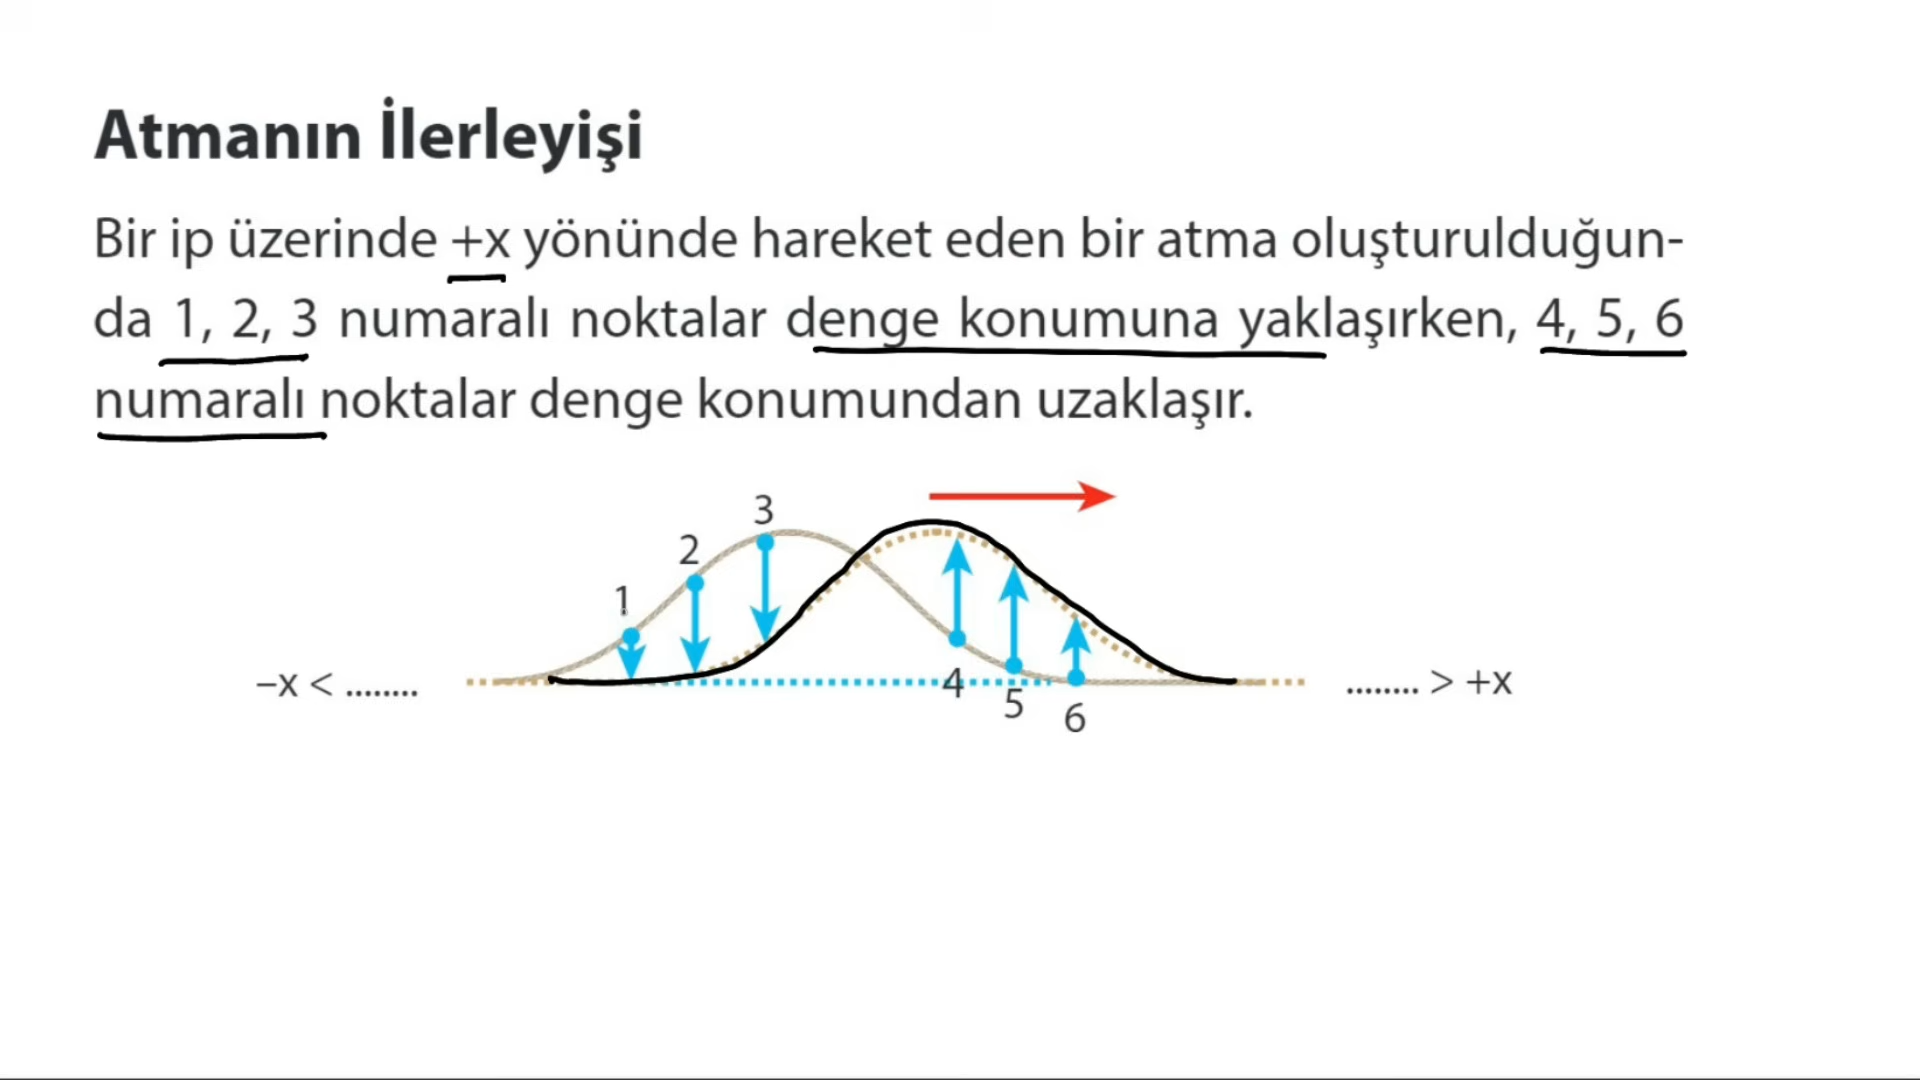 Atmanın İlerleyişi
Bir ip üzerinde +x yönünde hareket eden bir atma oluşturulduğun-
da 1, 2, 3 numaralı noktalar denge konumuna yaklaşırken, 4, 5, 6
numaralı noktalar denge konumundan uzaklaşır.
3
2
1
–x < ........
4
5
6
........ > +x